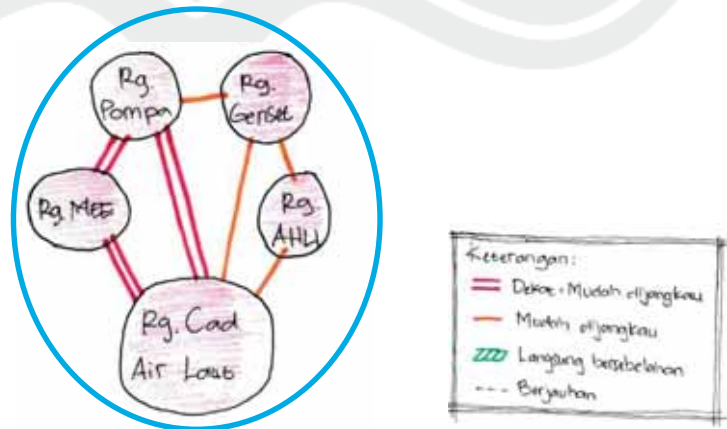 Rg.
Pompa
Rg.
Genset
Rg. MEE
Rg.
AHU
Rg. Cad
Air Laut
Keterangan:
Dekat + Mudah dijangkau
Mudah dijangkau
Langsung bersebelahan
Berjauhan